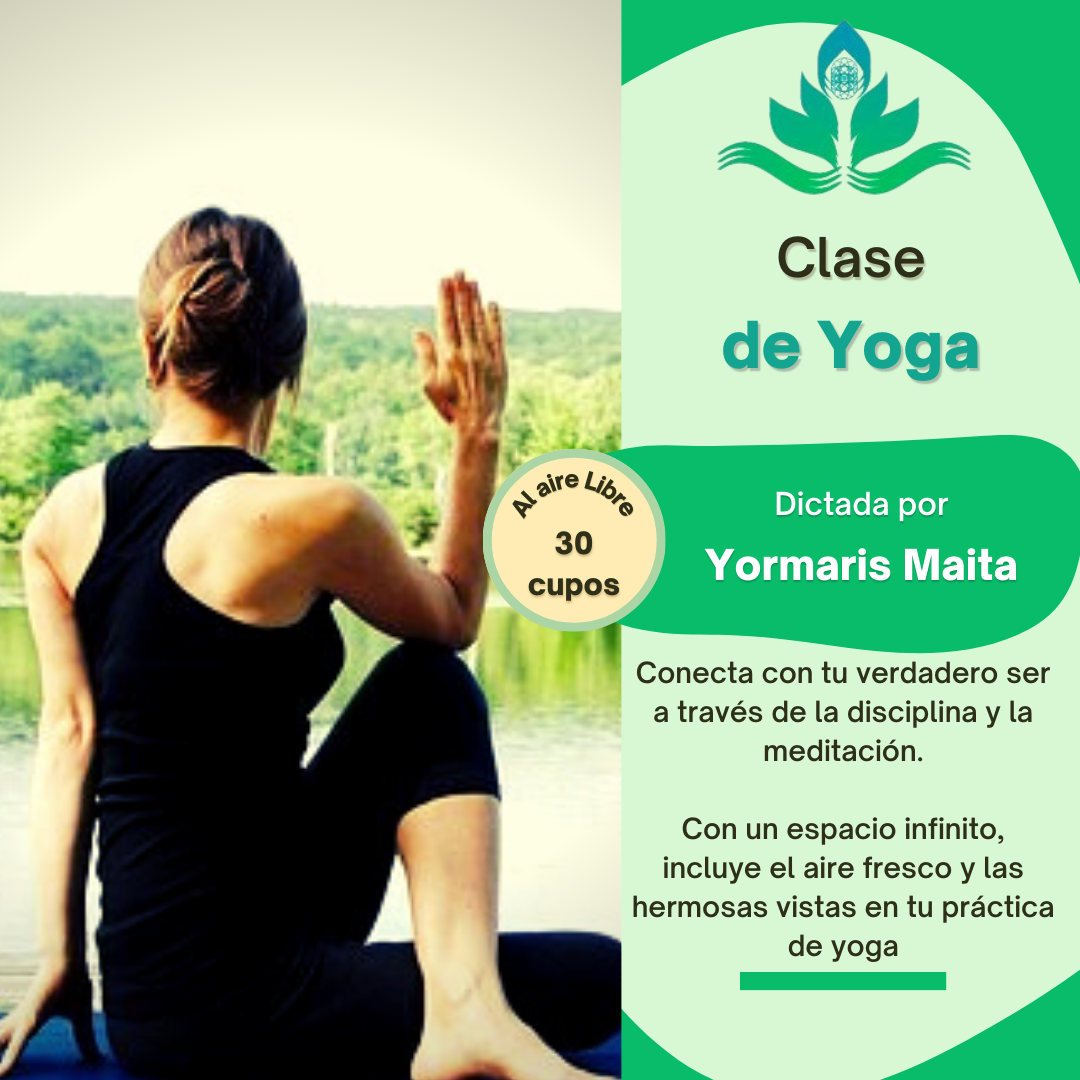 Clase
de Yoga
Al aire Libre
30
cupos
Dictada por
Yormaris Maita
Conecta con tu verdadero ser
a través de la disciplina y la
meditación.
Con un espacio infinito,
incluye el aire fresco y las
hermosas vistas en tu práctica
de yoga